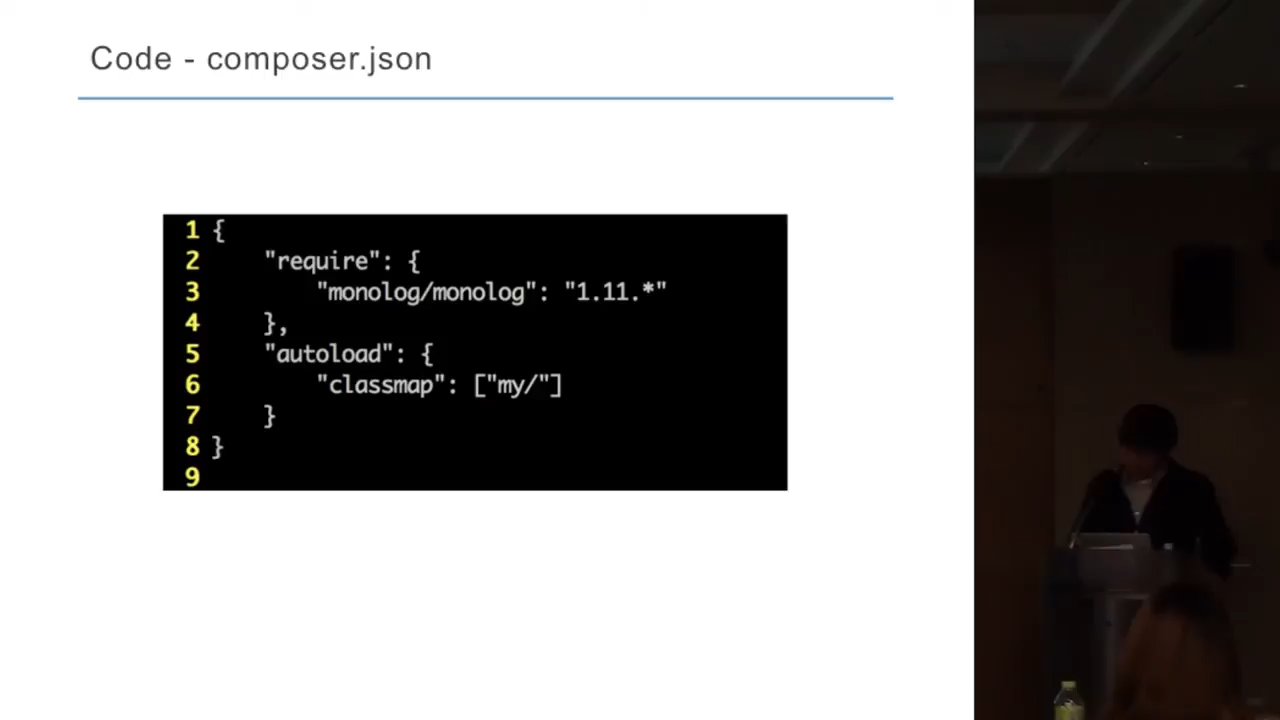 Code - composer.json
1 {
2     "require": {
3         "monolog/monolog": "1.11.*"
4     },
5     "autoload": {
6         "classmap": ["my/"]
7     }
8 }
9